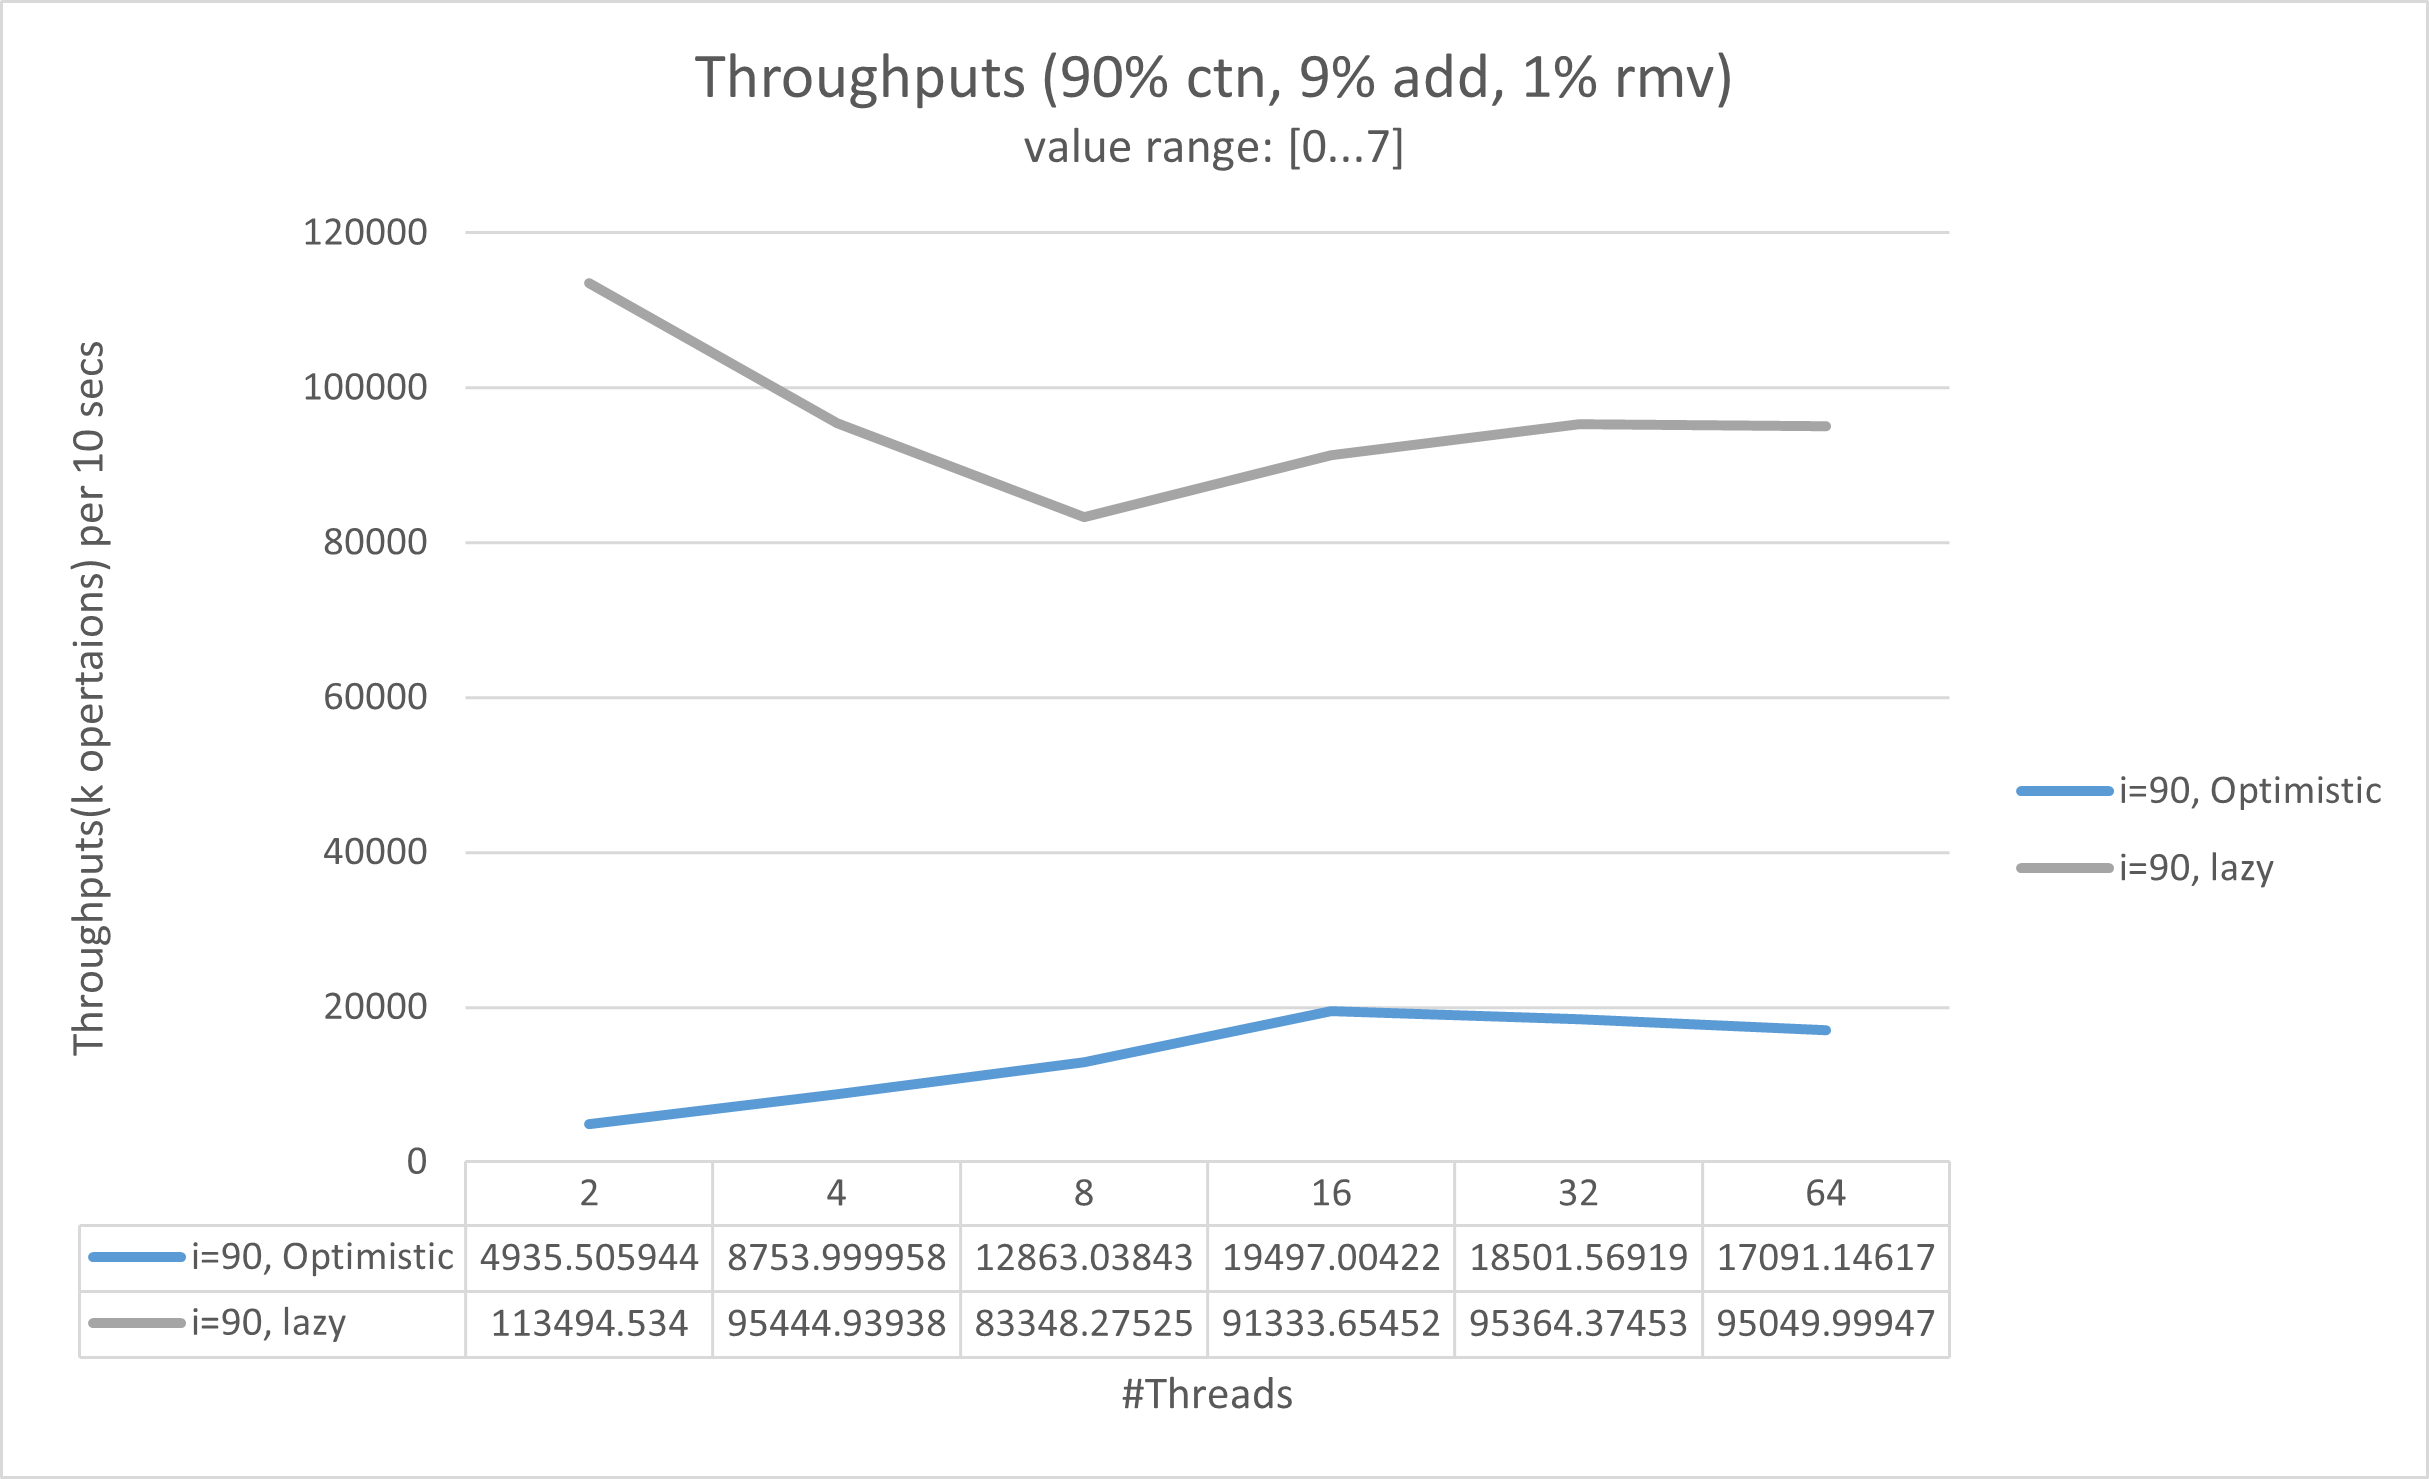 Throughputs (90% ctn, 9% add, 1% rmv)
value range: [0...7]
Throughputs(k opertaions) per 10 secs
120000
100000
80000
60000
40000
20000
0
i=90, Optimistic
i=90, lazy
2 4 8 16 32 64
i=90, Optimistic 4935.505944 8753.999958 12863.03843 19497.00422 18501.56919 17091.14617
i=90, lazy 113494.534 95444.93938 83348.27525 91333.65452 95364.37453 95049.99947
#Threads